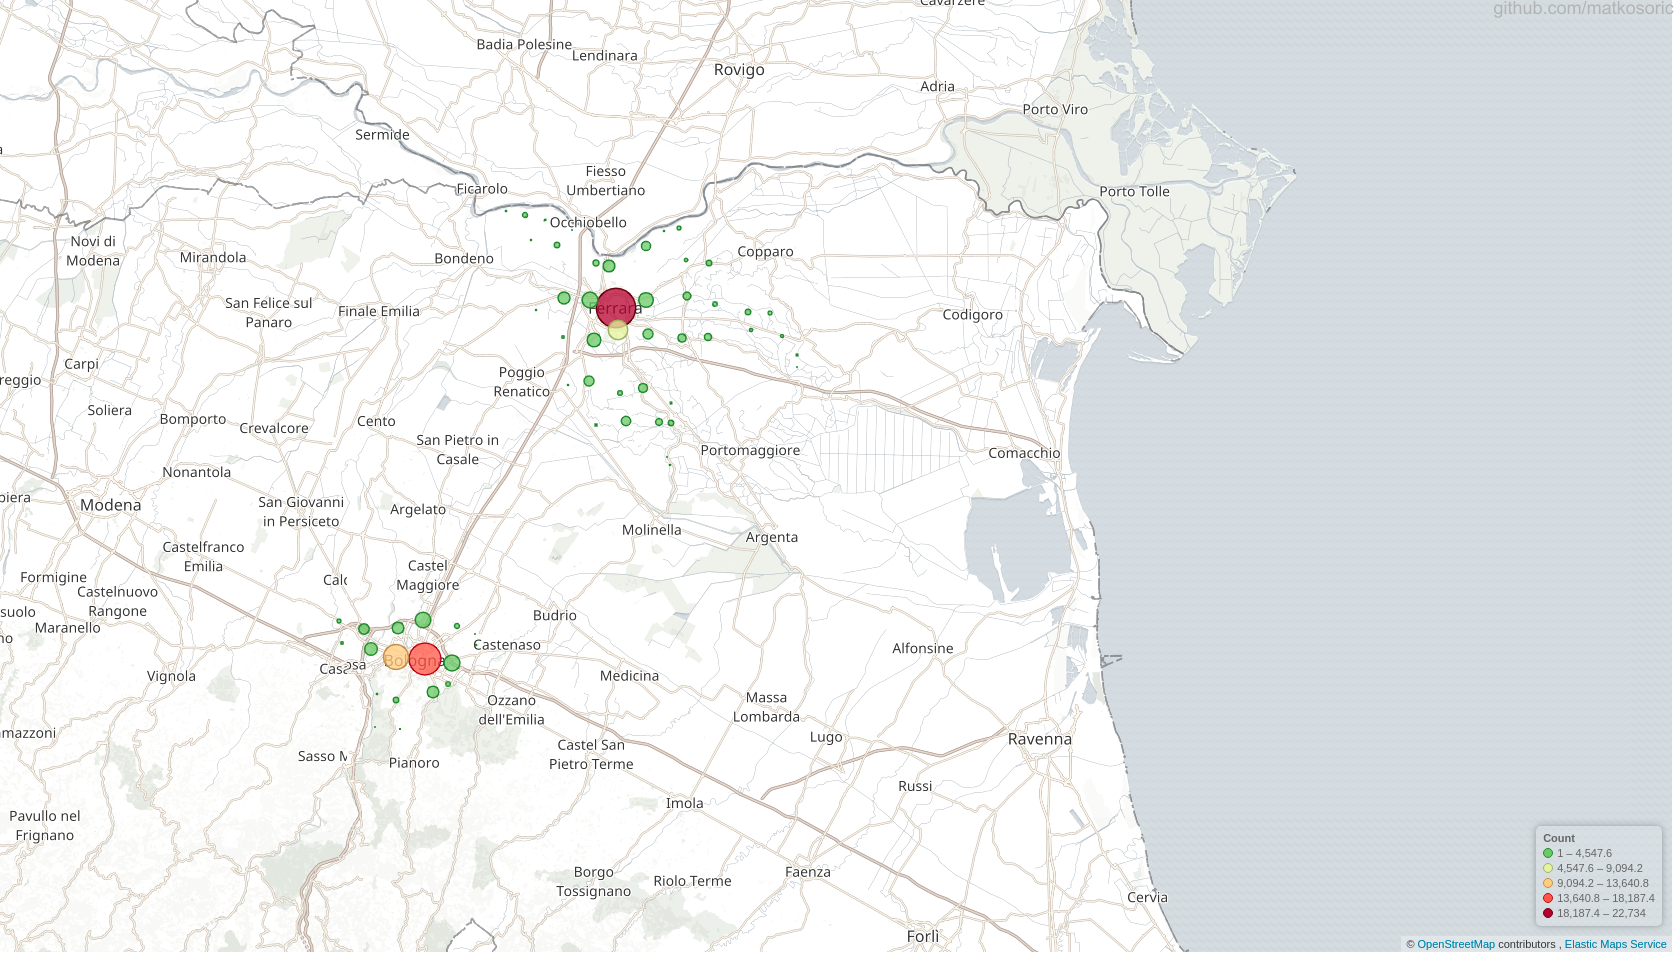 Cavarzere
github.com/matkosoric
Badia Polesine
Lendinara
Rovigo
Adria
Porto Viro
Sermide
Fiesso
Umbertiano
Ficarolo
Porto Tolle
Occhiobello
Novi di
Modena
Mirandola
Bondeno
Copparo
San Felice sul
Panaro
Finale Emilia
Ferrara
Codigoro
Carpi
reggio
Poggio
Renatico
Soliera
Bomporto
Crevalcore
Cento
San Pietro in
Casale
Portomaggiore
Comacchio
Nonantola
Modena
San Giovanni
in Persiceto
Argelato
Molinella
Argenta
Castelfranco
Emilia
Castel
Maggiore
Formigine
Castelnuovo
Rangone
Calc
suolo
Maranello
Budrio
Castenaso
Alfonsine
Bologna
Casc
osa
Vignola
Medicina
Ozzano
dell'Emilia
Massa
Lombarda
mazzoni
Sasso M
Pianoro
Castel San
Pietro Terme
Lugo
Ravenna
Russi
Imola
Pavullo nel
Frignano
Borgo
Tossignano
Riolo Terme
Faenza
Cervia
Forlì
Count
1 – 4,547.6
4,547.6 – 9,094.2
9,094.2 – 13,640.8
13,640.8 – 18,187.4
18,187.4 – 22,734
© OpenStreetMap contributors , Elastic Maps Service